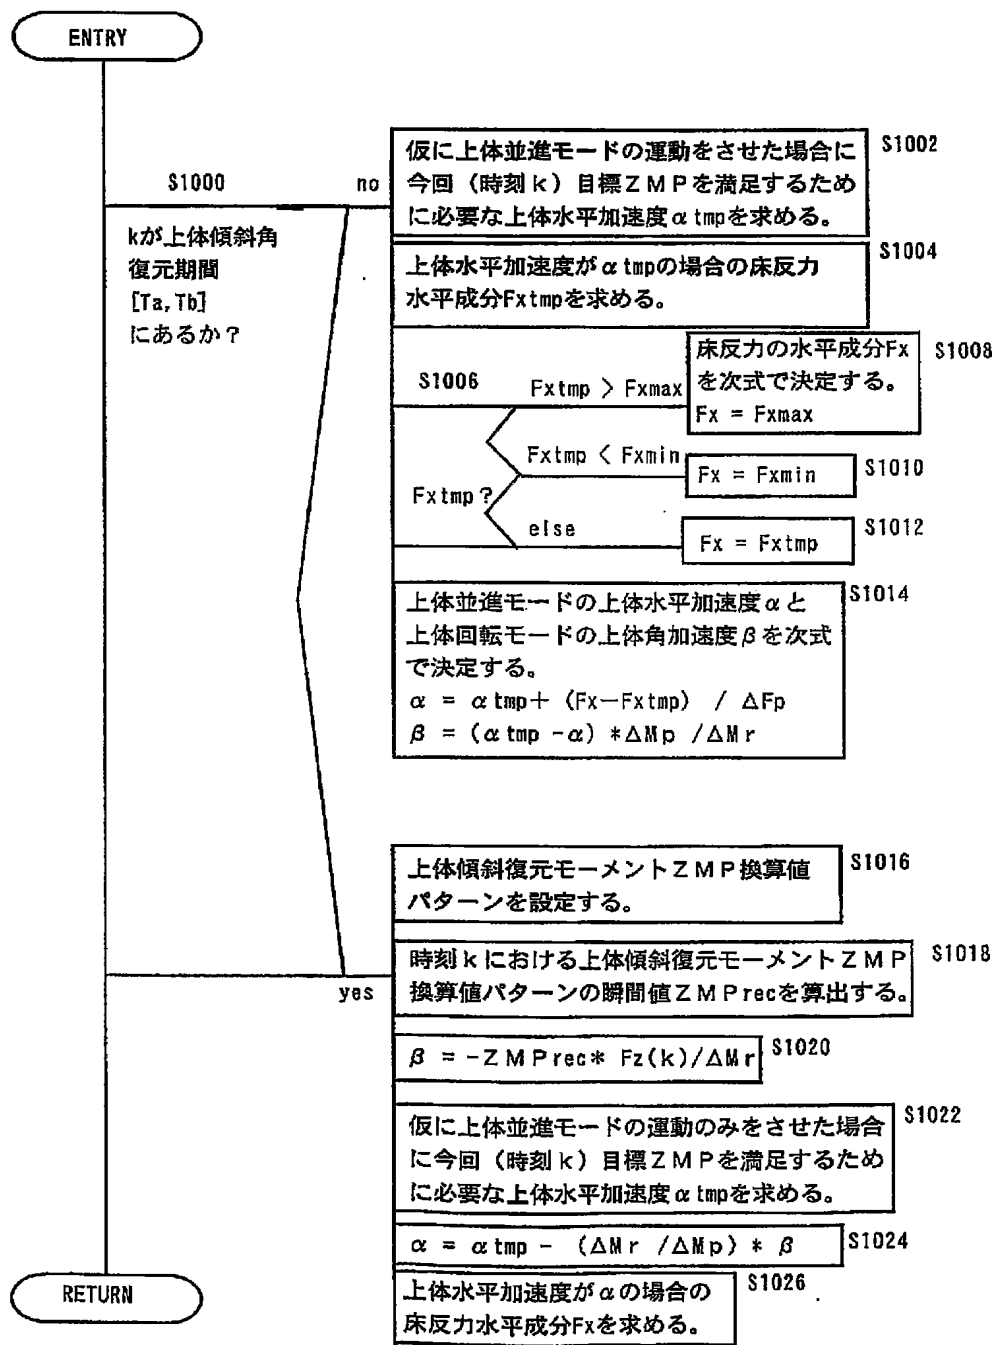 ENTRY
S1000
no
kが上体傾斜角
復元期間
[Ta,Tb]
にあるか？
仮に上体並進モードの運動をさせた場合に
今回（時刻ｋ）目標ＺＭＰを満足するため
に必要な上体水平加速度αtmpを求める。
S1002
上体水平加速度がαtmpの場合の床反力
水平成分Fxtmpを求める。
S1004
S1006
Fxtmp？
Fxtmp > Fxmax
床反力の水平成分Fx
を次式で決定する。
Fx = Fxmax
S1008
Fxtmp < Fxmin
Fx = Fxmin
S1010
else
Fx = Fxtmp
S1012
上体並進モードの上体水平加速度αと
上体回転モードの上体角加速度βを次式
で決定する。
α = αtmp＋ (Fx－Fxtmp) / ΔFp
β = (αtmp -α) *ΔMp /ΔMr
S1014
yes
上体傾斜復元モーメントＺＭＰ換算値
パターンを設定する。
S1016
時刻ｋにおける上体傾斜復元モーメントＺＭＰ
換算値パターンの瞬間値ZMPrecを算出する。
S1018
β = -ＺＭＰrec* Fz(k)/ΔMr
S1020
仮に上体並進モードの運動のみをさせた場合
に今回（時刻ｋ）目標ＺＭＰを満足するため
に必要な上体水平加速度αtmpを求める。
S1022
α = αtmp - (ΔMr /ΔMp) * β
S1024
上体水平加速度がαの場合の
床反力水平成分Fxを求める。
S1026
RETURN